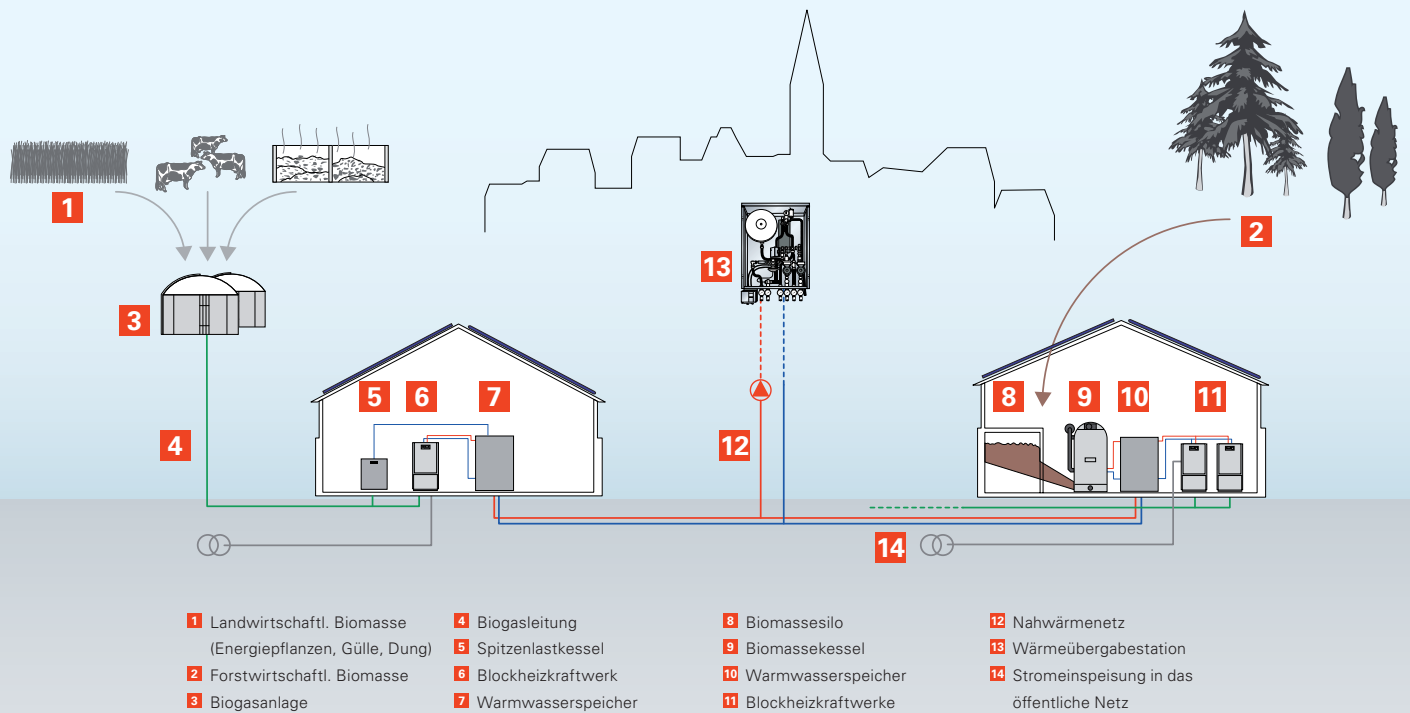 1
2
13
3
5
6
7
8
9
10
11
4
12
14
1 Landwirtschaftl. Biomasse
(Energiepflanzen, Gülle, Dung)
2 Forstwirtschaftl. Biomasse
3 Biogasanlage
4 Biogasleitung
5 Spitzenlastkessel
6 Blockheizkraftwerk
7 Warmwasserspeicher
8 Biomassesilo
9 Biomassekessel
10 Warmwasserspeicher
11 Blockheizkraftwerke
12 Nahwärmenetz
13 Wärmeübergabestation
14 Stromeinspeisung in das
öffentliche Netz